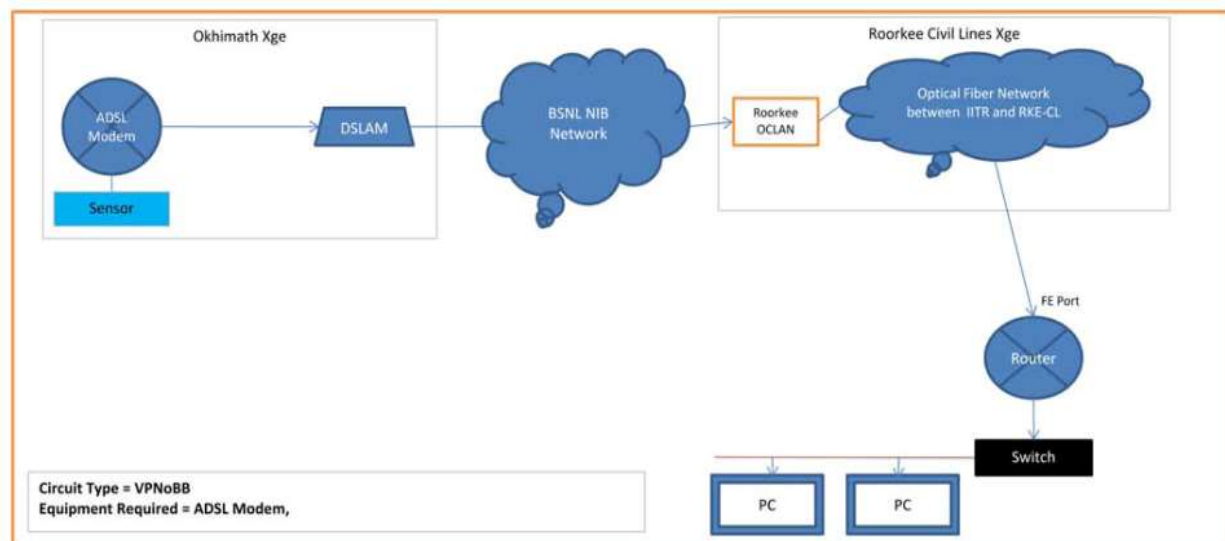 Okhimath Xge
Roorkee Civil Lines Xge
ADSL
Modem
DSLAM
BSNL NIB
Network
Roorkee
OCLAN
Optical Fiber Network
between IITR and RKE-CL
Sensor
FE Port
Router
Switch
PC
PC
Circuit Type = VPNoBB
Equipment Required = ADSL Modem,